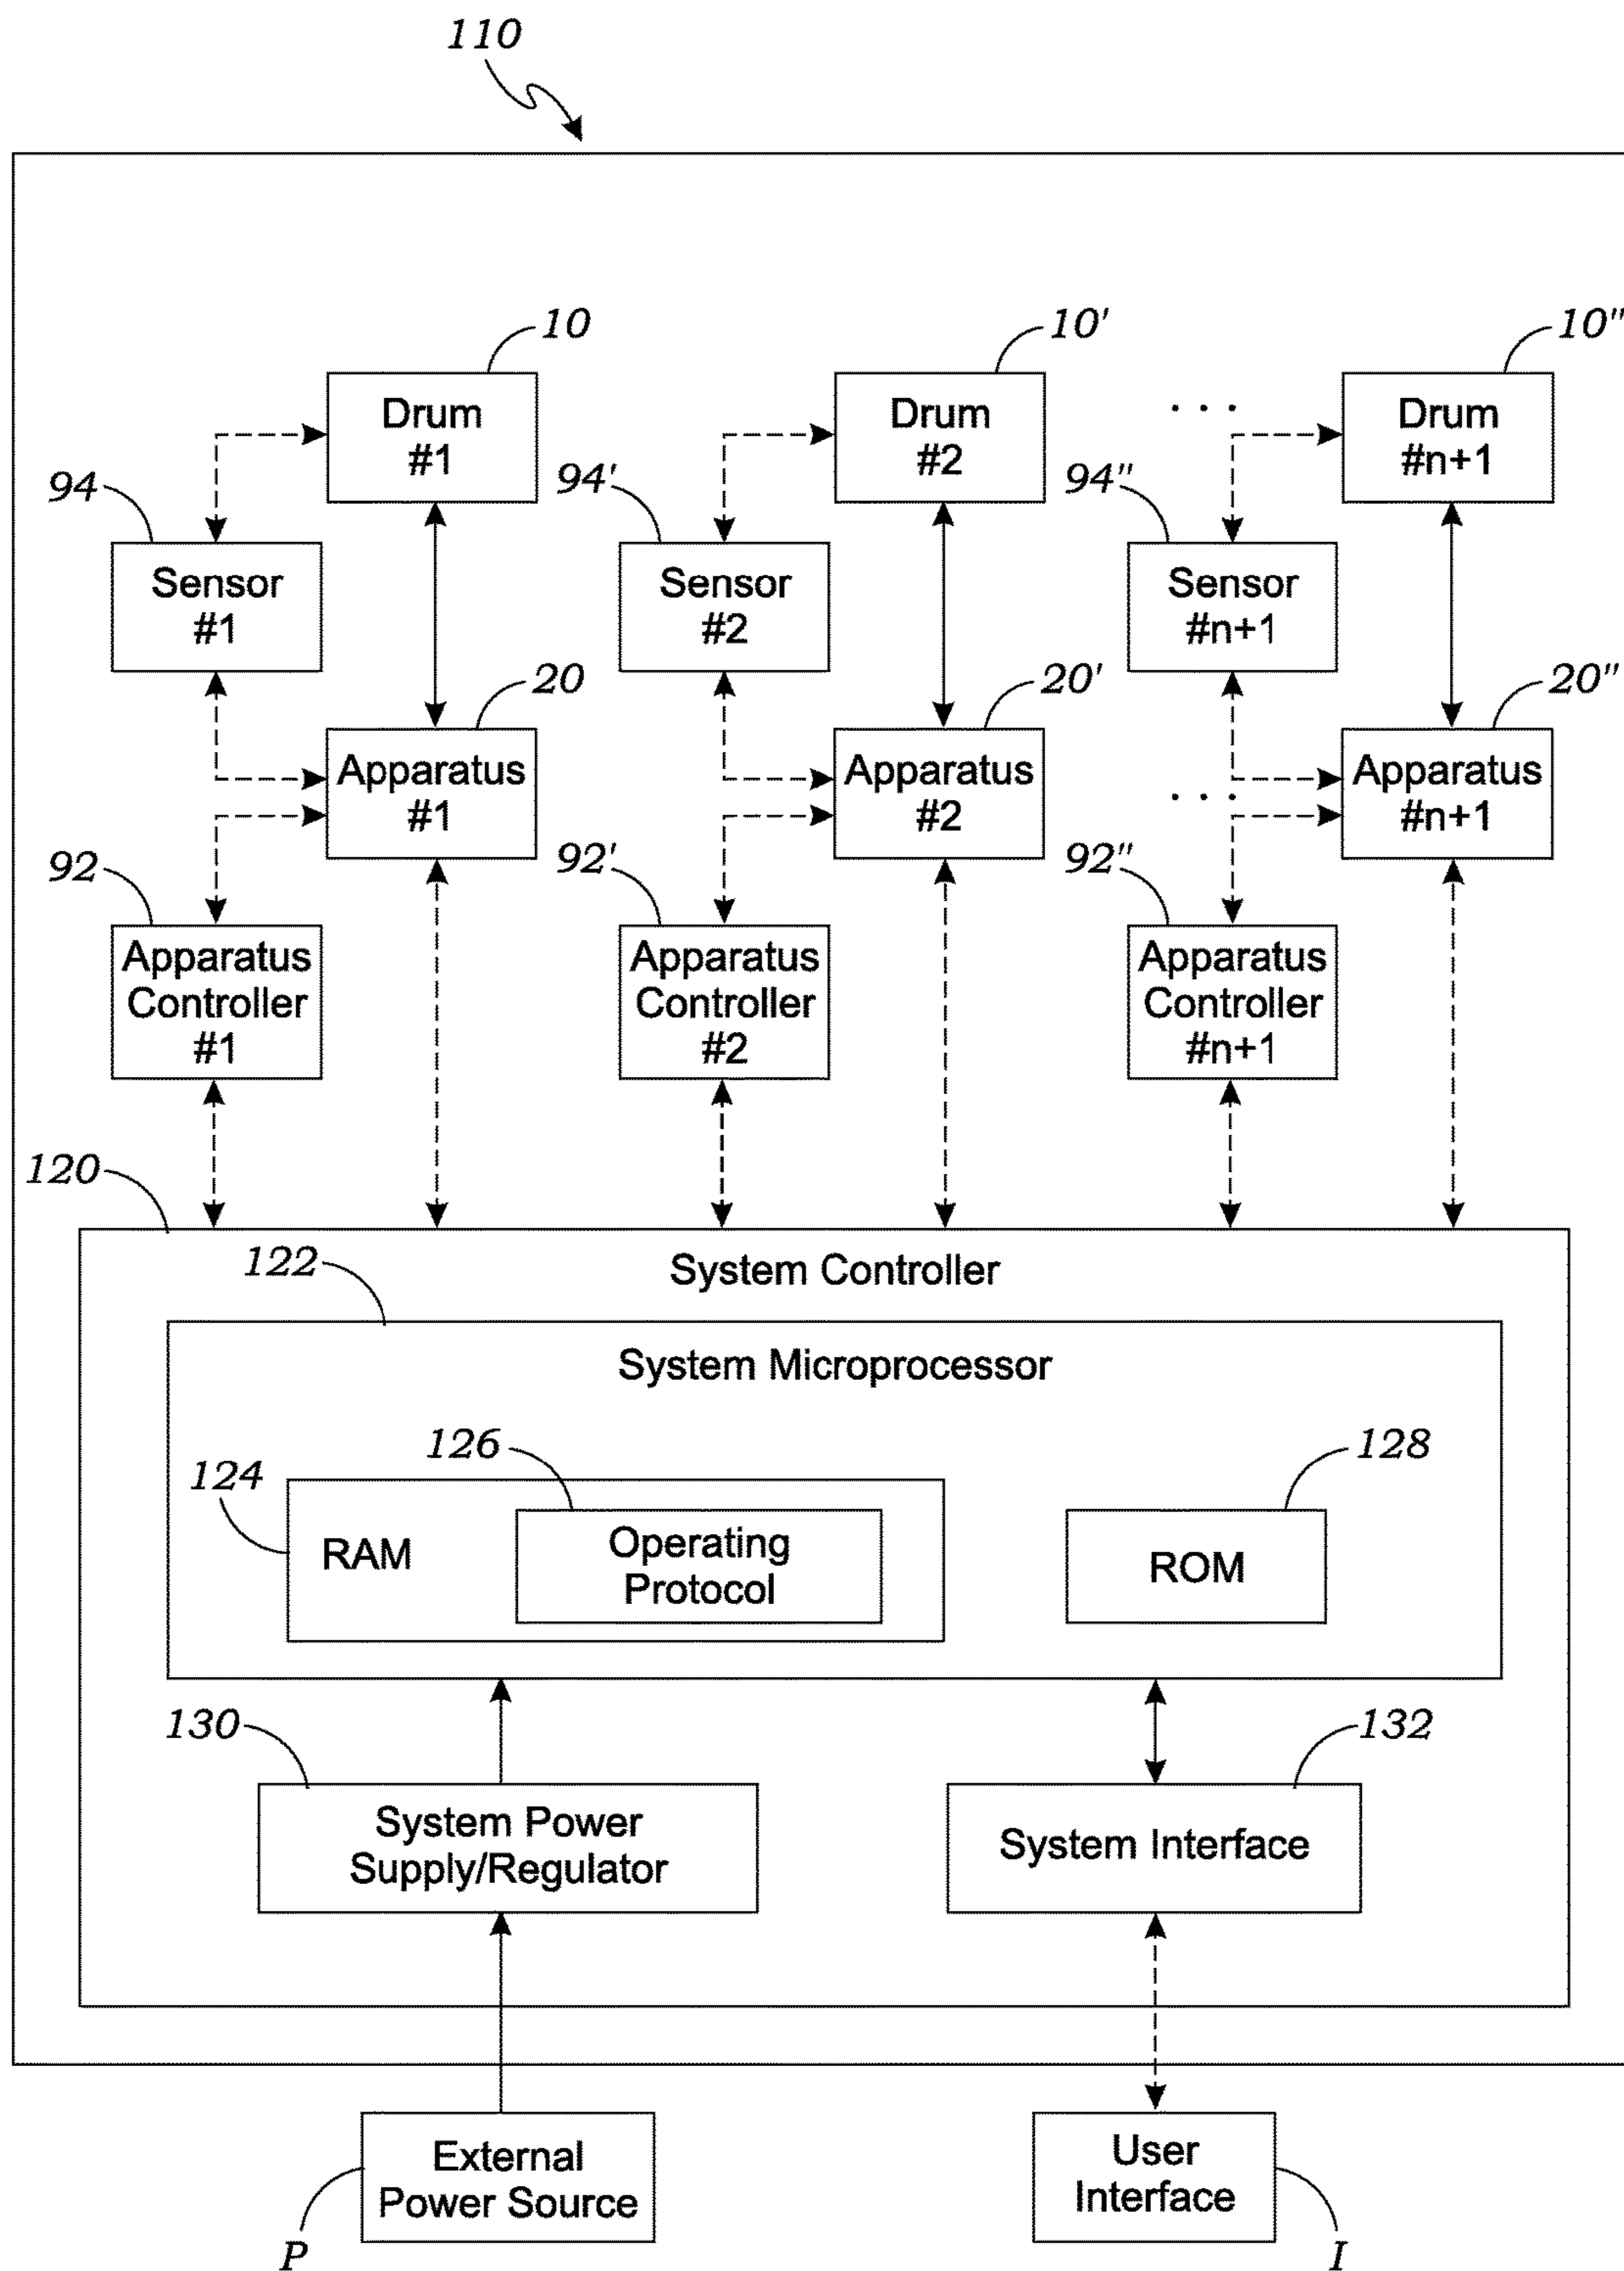 110
10
10'
10"
Drum
#1
Drum
#2
. . .
Drum
#n+1
94
94'
94"
Sensor
#1
Sensor
#2
Sensor
#n+1
20
20'
20"
Apparatus
#1
Apparatus
#2
. . .
Apparatus
#n+1
92
92'
92"
Apparatus
Controller
#1
Apparatus
Controller
#2
Apparatus
Controller
#n+1
120
System Controller
122
System Microprocessor
124
126
128
RAM
Operating
Protocol
ROM
130
132
System Power
Supply/Regulator
System Interface
External
Power Source
User
Interface
P
I